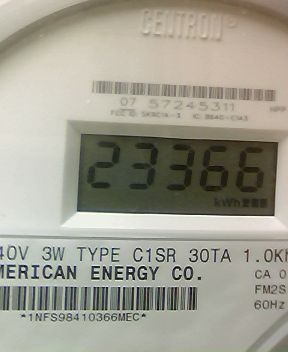 CENTRON®
07 57245311
23366
kWh
40V 3W TYPE C1SR 30TA 1.0Kh
MERICAN ENERGY CO.
CA 0
FM2S
60Hz
*1NFS98410366MEC*